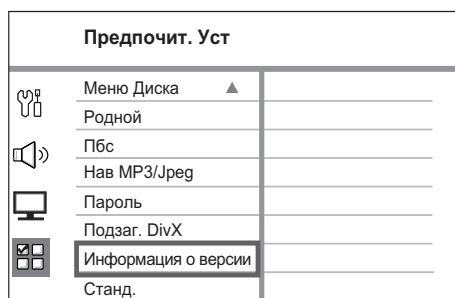 Предпочит. Уст
Меню Диска
Родной
Пбс
Нав MP3/Jpeg
Пароль
Подзаг. DivX
Информация о версии
Станд.